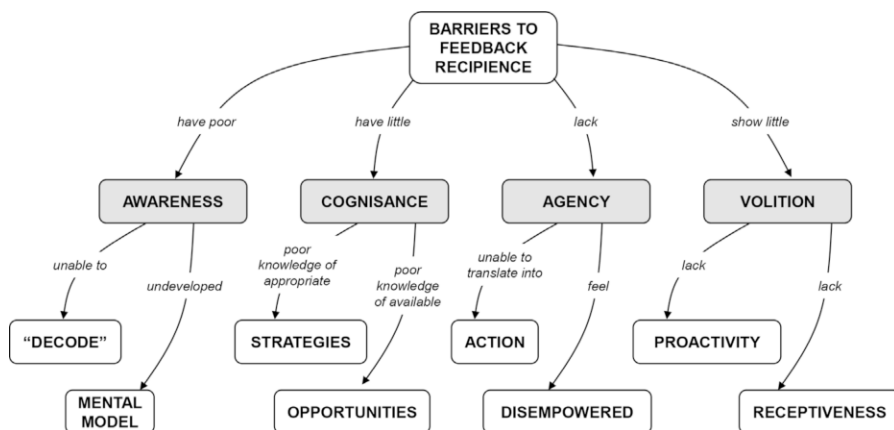 BARRIERS TO
FEEDBACK
RECIPIENCE
have poor
have little
lack
show little
AWARENESS
COGNISANCE
AGENCY
VOLITION
unable to
undeveloped
poor
knowledge of
appropriate
poor
knowledge
of available
unable to
translate into
feel
lack
lack
“DECODE”
STRATEGIES
ACTION
PROACTIVITY
MENTAL
MODEL
OPPORTUNITIES
DISEMPOWERED
RECEPTIVENESS